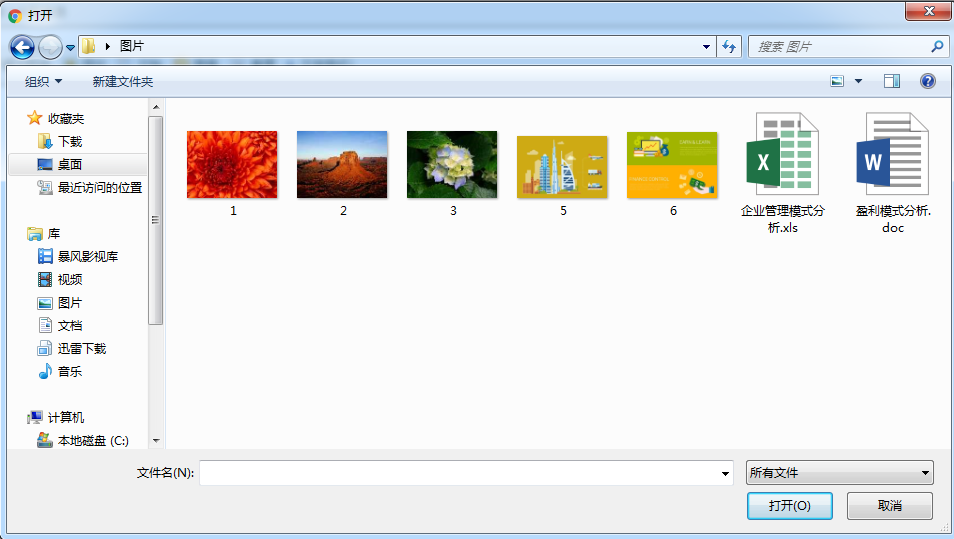 打开
图片
搜索 图片
组织
新建文件夹
收藏夹
下载
桌面
最近访问的位置
库
暴风影视库
视频
图片
文档
迅雷下载
音乐
计算机
本地磁盘 (C:)
1
2
3
5
6
企业管理模式分
析.xls
盈利模式分析.
doc
文件名(N):
所有文件
打开(O)
取消